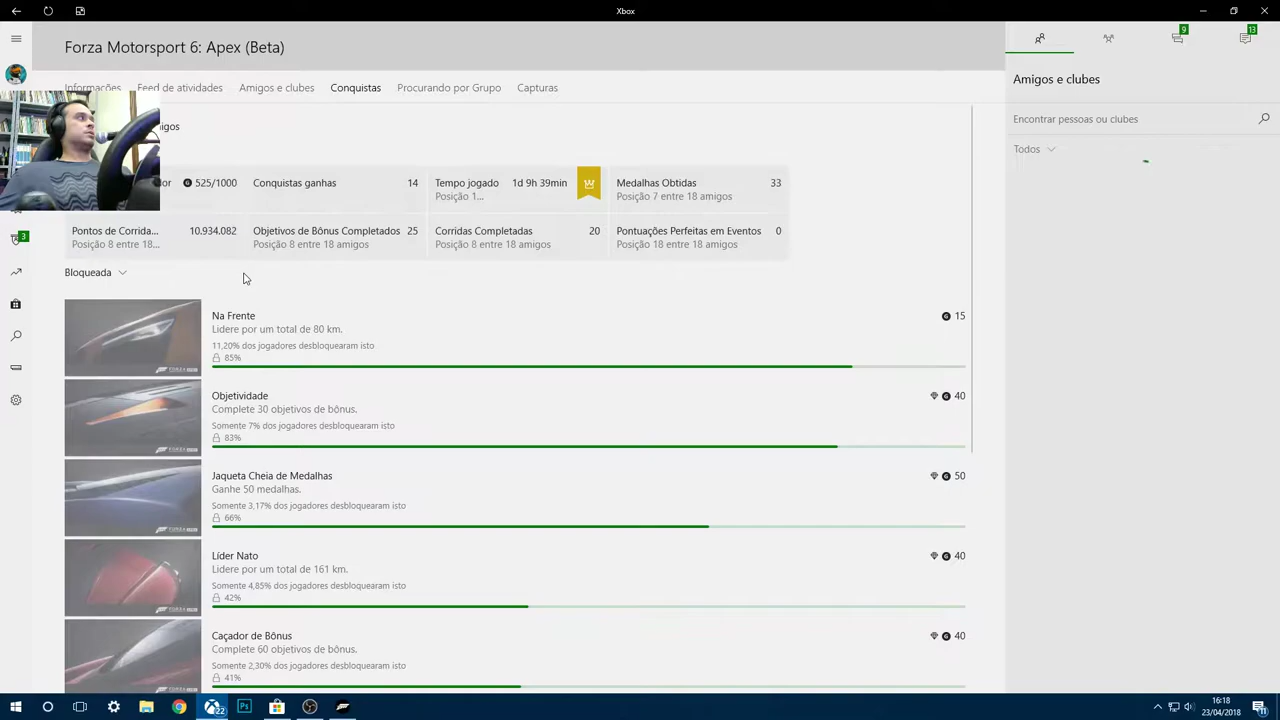 Xbox
Forza Motorsport 6: Apex (Beta)
Informações Feed de atividades Amigos e clubes Conquistas Procurando por Grupo Capturas
9
13
Amigos e clubes
Encontrar pessoas ou clubes
Todos
525/1000
Conquistas ganhas 14
Tempo jogado 1d 9h 39min
Posição 1...
Medalhas Obtidas 33
Posição 7 entre 18 amigos
Pontos de Corrida... 10.934.082
Posição 8 entre 18...
Objetivos de Bônus Completados 25
Posição 8 entre 18 amigos
Corridas Completadas 20
Posição 8 entre 18 amigos
Pontuações Perfeitas em Eventos 0
Posição 18 entre 18 amigos
3
Bloqueada
Na Frente
15
Lidere por um total de 80 km.
11,20% dos jogadores desbloquearam isto
85%
Objetividade
40
Complete 30 objetivos de bônus.
Somente 7% dos jogadores desbloquearam isto
83%
Jaqueta Cheia de Medalhas
50
Ganhe 50 medalhas.
Somente 3,17% dos jogadores desbloquearam isto
66%
Líder Nato
40
Lidere por um total de 161 km.
Somente 4,85% dos jogadores desbloquearam isto
42%
Caçador de Bônus
40
Complete 60 objetivos de bônus.
Somente 2,30% dos jogadores desbloquearam isto
41%
22
Ps
16:18
23/04/2018
11